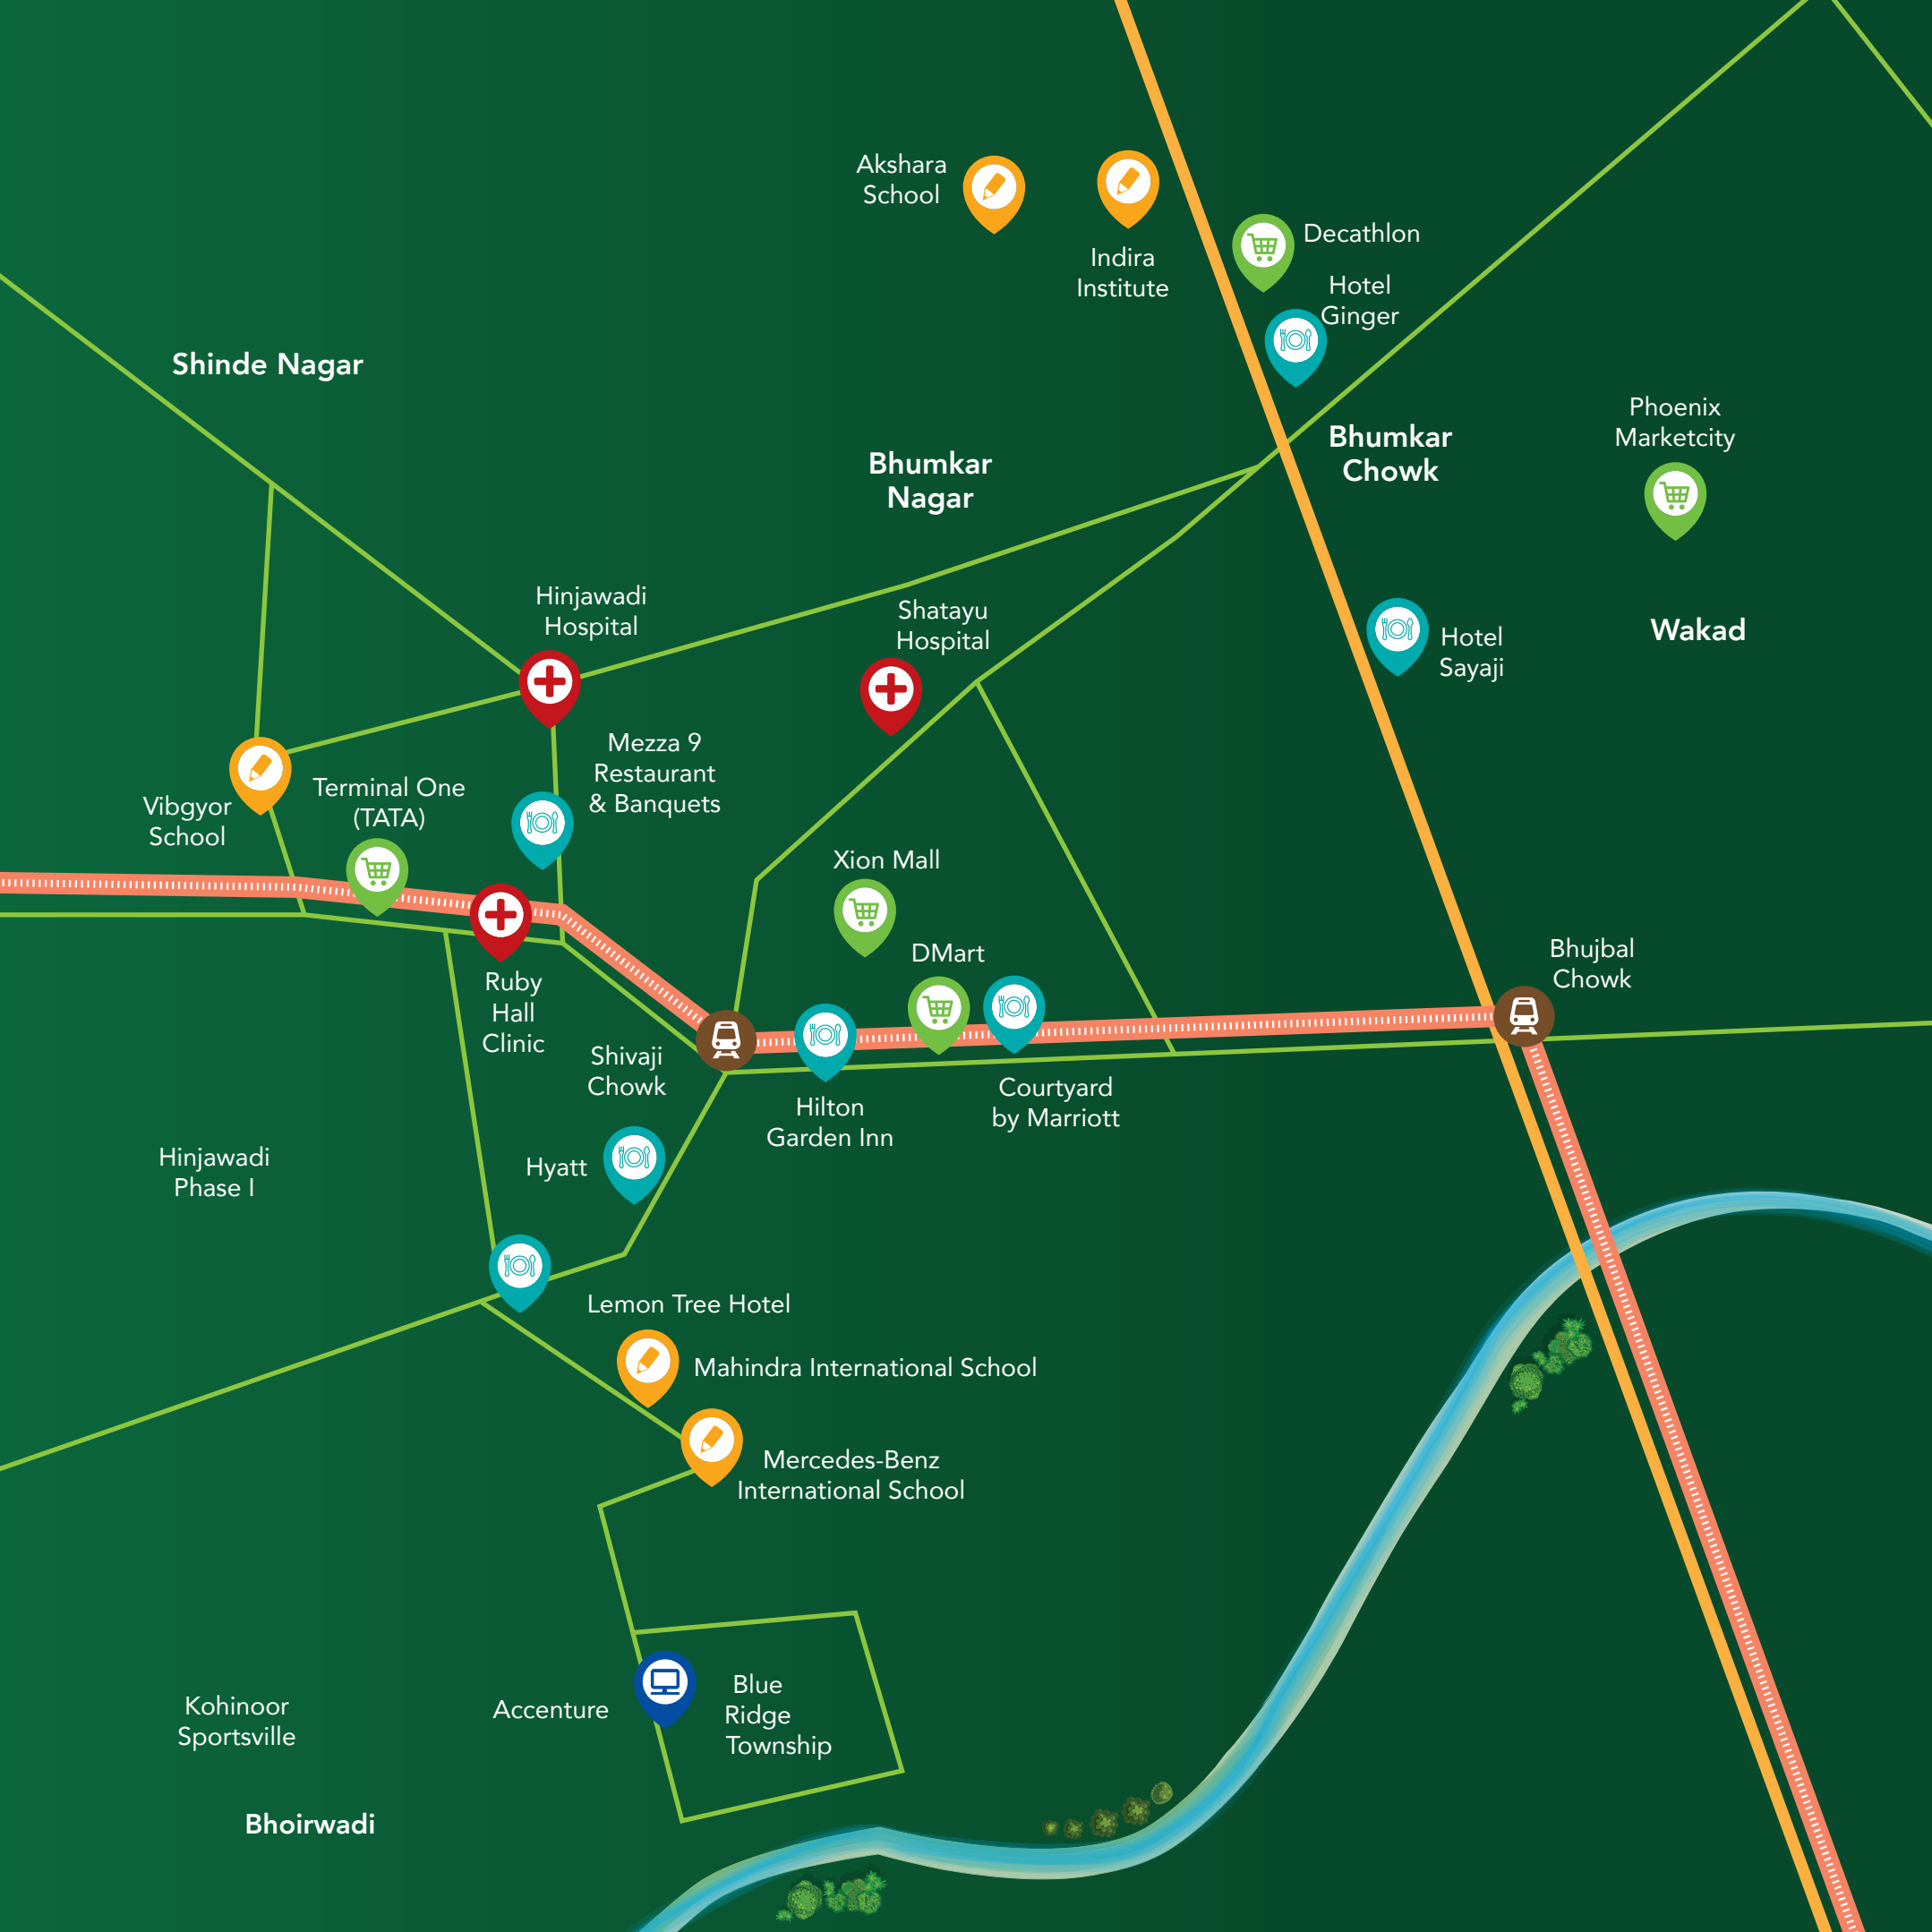 Akshara
School
Indira
Institute
Decathlon
Hotel
Ginger
Shinde Nagar
Bhumkar
Nagar
Bhumkar
Chowk
Phoenix
Marketcity
Hinjawadi
Hospital
Shatayu
Hospital
Hotel
Sayaji
Wakad
Mezza 9
Restaurant
& Banquets
Vibgyor
School
Terminal One
(TATA)
Xion Mall
DMart
Bhujbal
Chowk
Ruby
Hall
Clinic
Shivaji
Chowk
Hilton
Garden Inn
Courtyard
by Marriott
Hinjawadi
Phase I
Hyatt
Lemon Tree Hotel
Mahindra International School
Mercedes-Benz
International School
Kohinoor
Sportsville
Accenture
Blue
Ridge
Township
Bhoirwadi